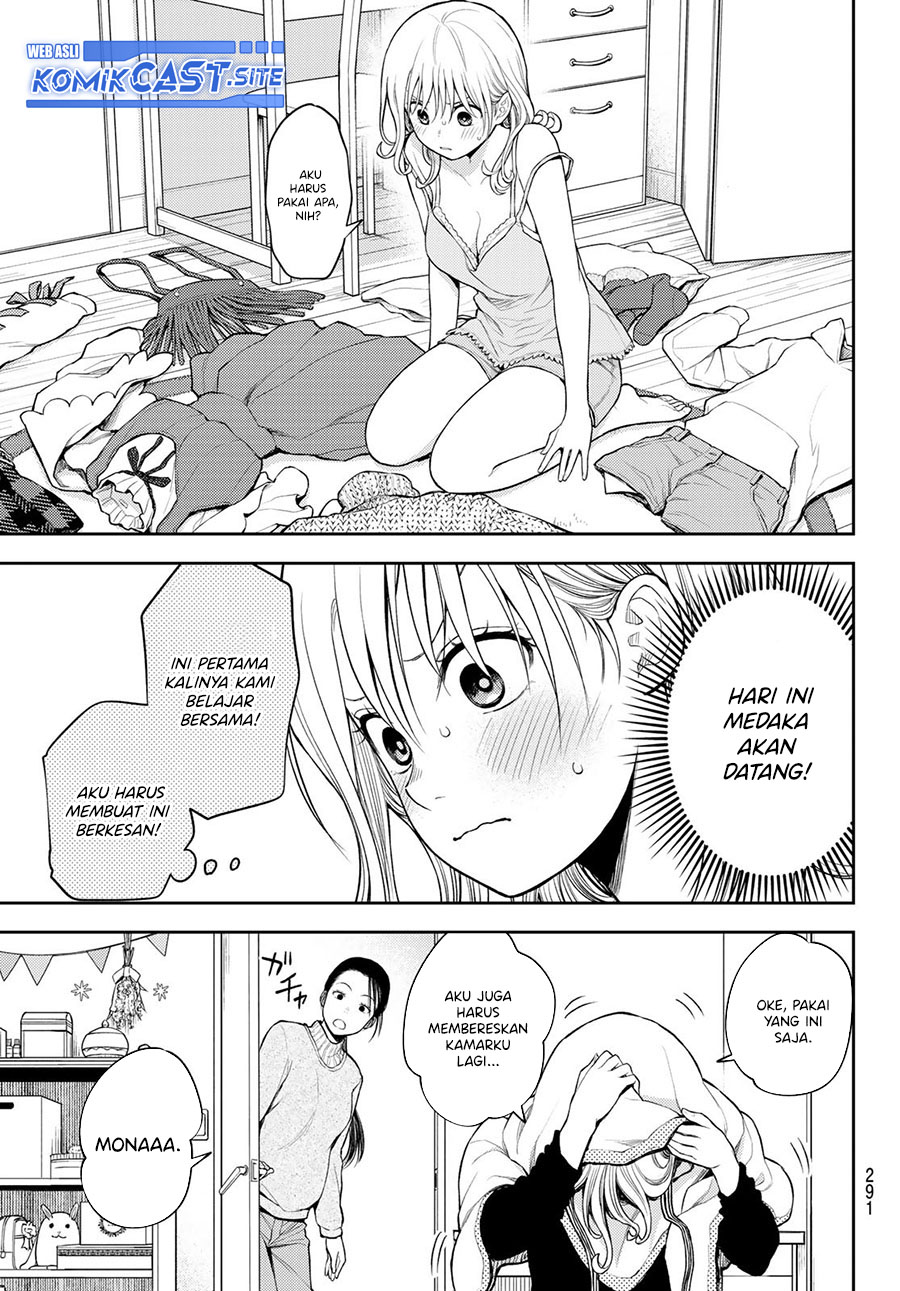 WEB ASLI
KOMIKCAST.SITE
AKU
HARUS
PAKAI APA,
NIH?
HARI INI
MEDAKA
AKAN
DATANG!
INI PERTAMA
KALINYA KAMI
BELAJAR
BERSAMA!
AKU HARUS
MEMBUAT INI
BERKESAN!
OKE, PAKAI
YANG INI
SAJA.
AKU JUGA
HARUS
MEMBERESKAN
KAMARKU
LAGI...
ガチャ
MONAAA.
291